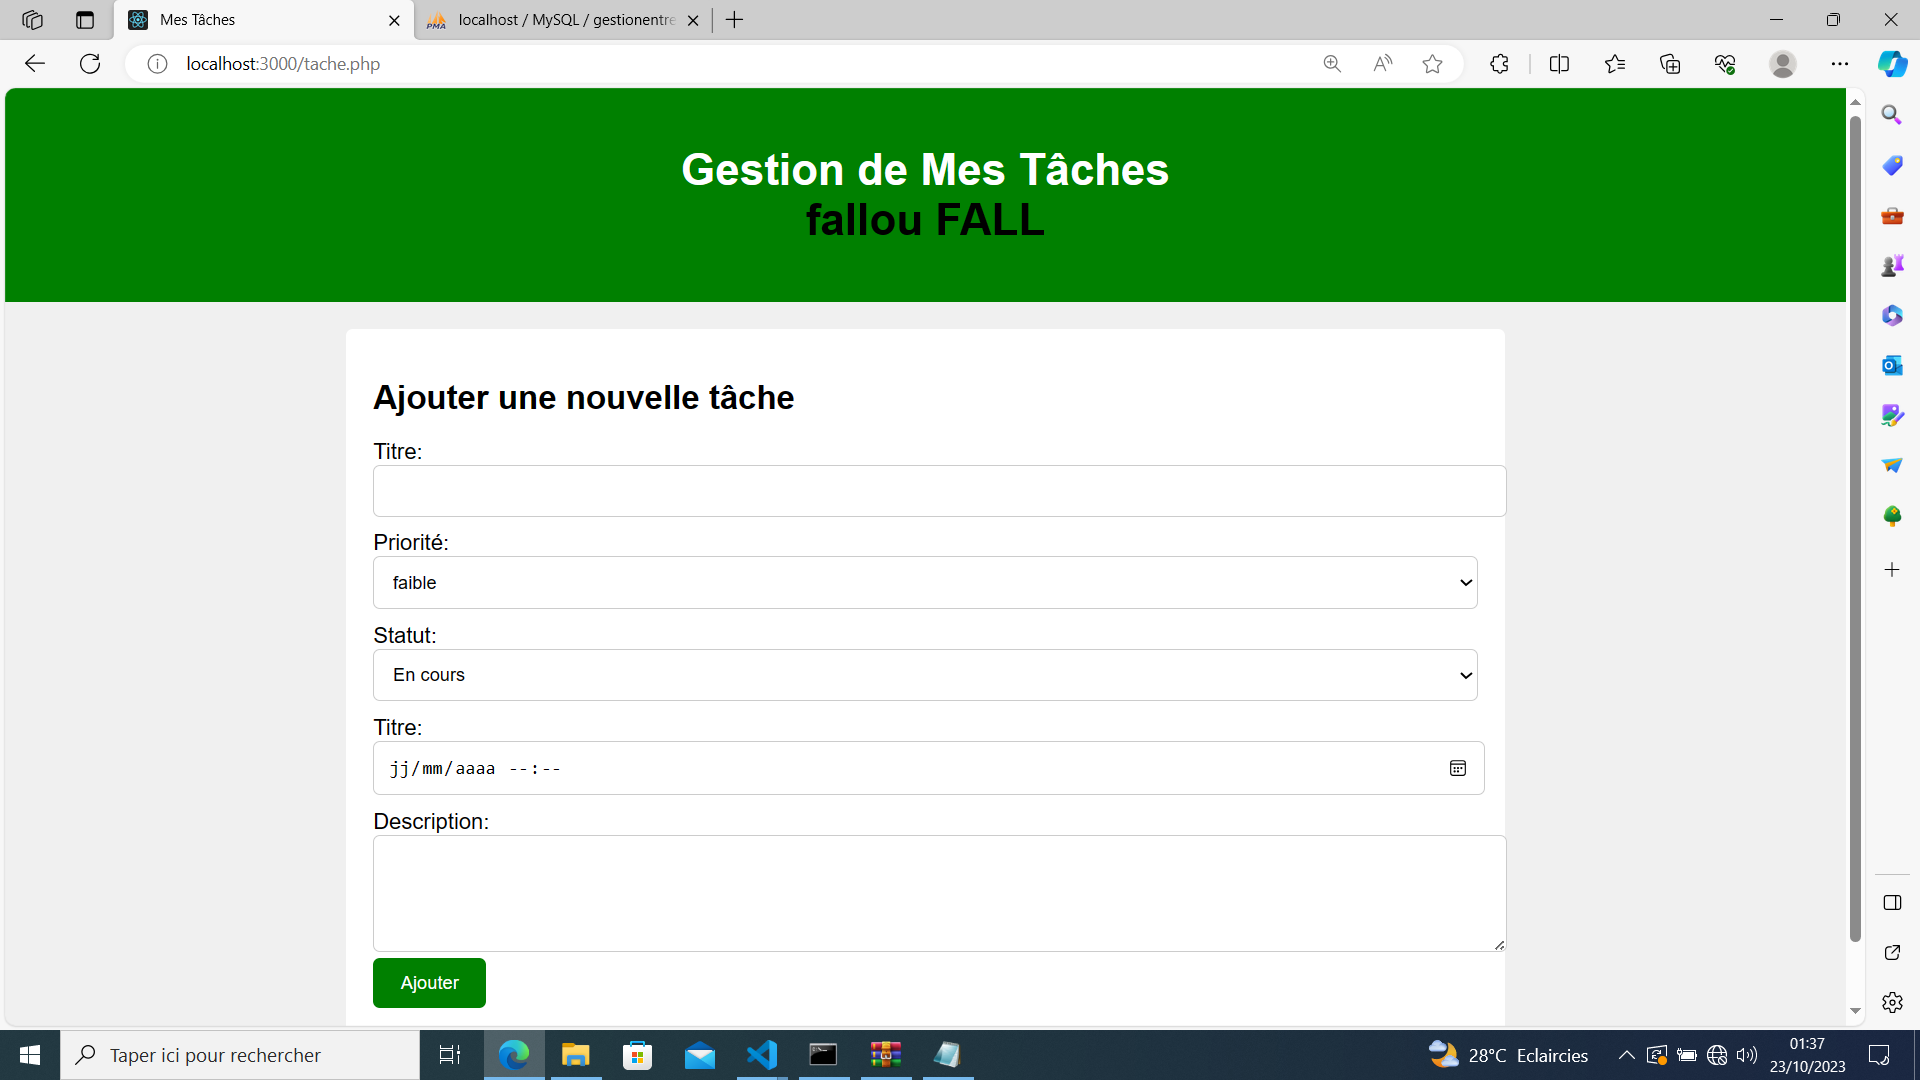 Mes Tâches
localhost / MySQL / gestionentre
localhost:3000/tache.php
Gestion de Mes Tâches
fallou FALL
Ajouter une nouvelle tâche
Titre:
Priorité:
faible
Statut:
En cours
Titre:
jj/mm/aaaa --:--
Description:
Ajouter
Taper ici pour rechercher
28°C Eclaircies
01:37
23/10/2023